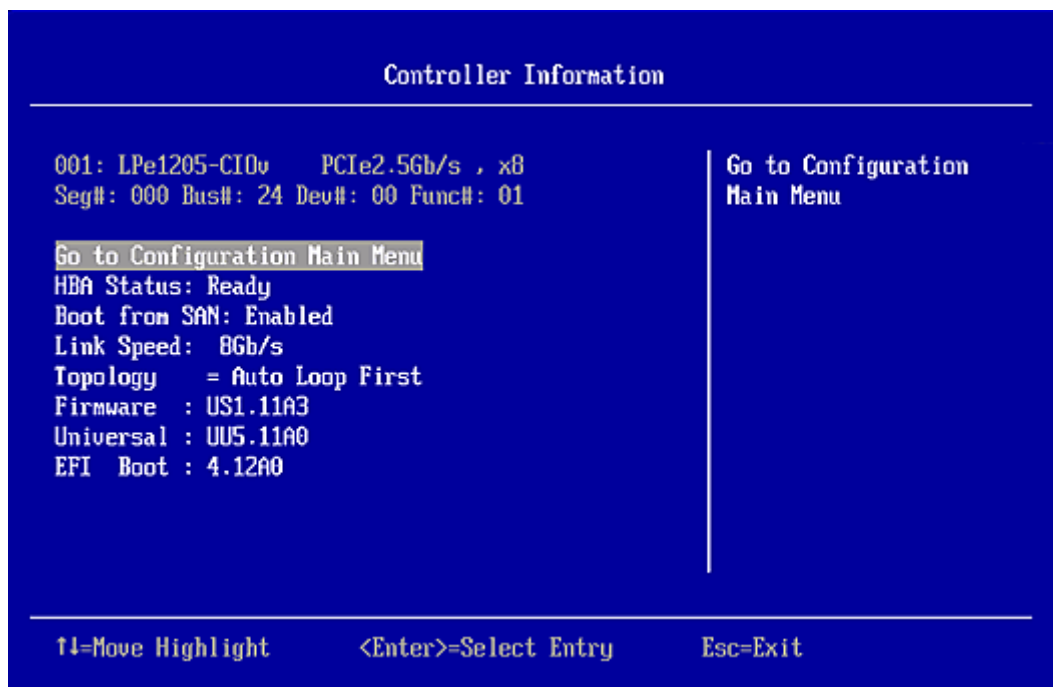 Controller Information
001: LPe1205-CIOv    PCIe2.5Gb/s , x8
Seg#: 000 Bus#: 24 Dev#: 00 Func#: 01
Go to Configuration Main Menu
HBA Status: Ready
Boot from SAN: Enabled
Link Speed:  8Gb/s
Topology    = Auto Loop First
Firmware  : US1.11A3
Universal : UU5.11A0
EFI  Boot : 4.12A0
Go to Configuration
Main Menu
↑↓=Move Highlight    <Enter>=Select Entry    Esc=Exit